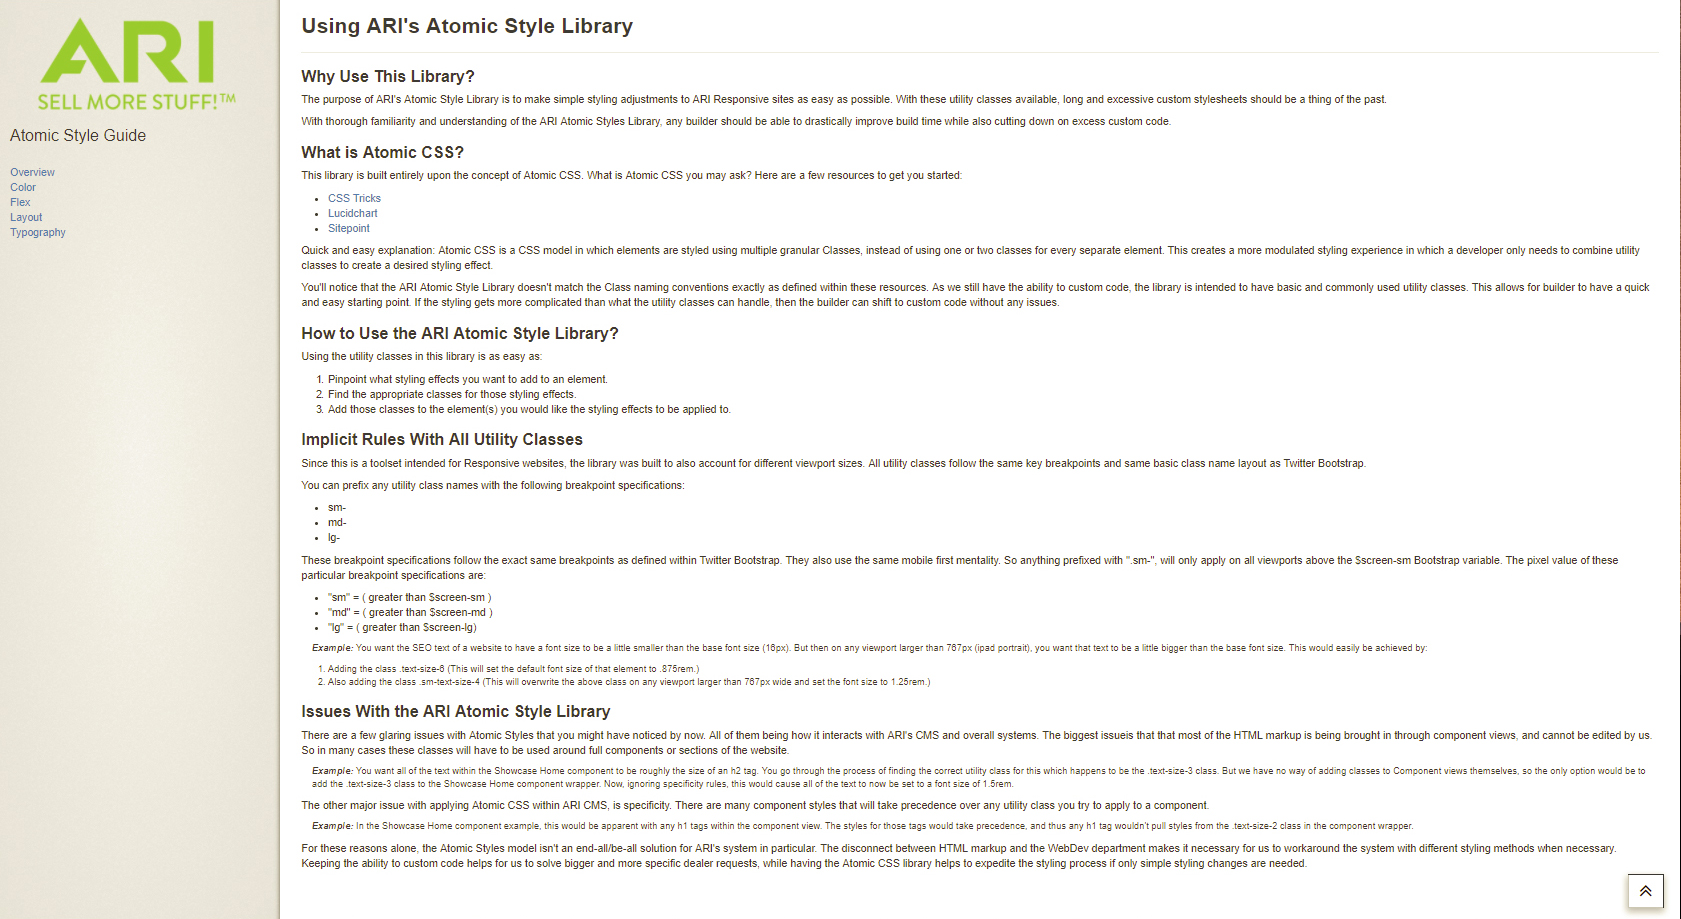 ARI
SELL MORE STUFF!™
Atomic Style Guide
Overview
Color
Flex
Layout
Typography
Using ARI's Atomic Style Library
Why Use This Library?
The purpose of ARI's Atomic Style Library is to make simple styling adjustments to ARI Responsive sites as easy as possible. With these utility classes available, long and excessive custom stylesheets should be a thing of the past.
With thorough familiarity and understanding of the ARI Atomic Styles Library, any builder should be able to drastically improve build time while also cutting down on excess custom code.
What is Atomic CSS?
This library is built entirely upon the concept of Atomic CSS. What is Atomic CSS you may ask? Here are a few resources to get you started:
• CSS Tricks
• Lucidchart
• Sitepoint
Quick and easy explanation: Atomic CSS is a CSS model in which elements are styled using multiple granular Classes, instead of using one or two classes for every separate element. This creates a more modulated styling experience in which a developer only needs to combine utility
classes to create a desired styling effect.
You'll notice that the ARI Atomic Style Library doesn't match the Class naming conventions exactly as defined within these resources. As we still have the ability to custom code, the library is intended to have basic and commonly used utility classes. This allows for builder to have a quick
and easy starting point. If the styling gets more complicated than what the utility classes can handle, then the builder can shift to custom code without any issues.
How to Use the ARI Atomic Style Library?
Using the utility classes in this library is as easy as:
1. Pinpoint what styling effects you want to add to an element.
2. Find the appropriate classes for those styling effects.
3. Add those classes to the element(s) you would like the styling effects to be applied to.
Implicit Rules With All Utility Classes
Since this is a toolset intended for Responsive websites, the library was built to also account for different viewport sizes. All utility classes follow the same key breakpoints and same basic class name layout as Twitter Bootstrap.
You can prefix any utility class names with the following breakpoint specifications:
• sm-
• md-
• lg-
These breakpoint specifications follow the exact same breakpoints as defined within Twitter Bootstrap. They also use the same mobile first mentality. So anything prefixed with ".sm-", will only apply on all viewports above the $screen-sm Bootstrap variable. The pixel value of these
particular breakpoint specifications are:
• "sm" = ( greater than $screen-sm )
• "md" = ( greater than $screen-md )
• "lg" = ( greater than $screen-lg)
Example: You want the SEO text of a website to have a font size to be a little smaller than the base font size (16px). But then on any viewport larger than 767px (ipad portrait), you want that text to be a little bigger than the base font size. This would easily be achieved by:
1. Adding the class .text-size-6 (This will set the default font size of that element to .875rem.)
2. Also adding the class .sm-text-size-4 (This will overwrite the above class on any viewport larger than 767px wide and set the font size to 1.25rem.)
Issues With the ARI Atomic Style Library
There are a few glaring issues with Atomic Styles that you might have noticed by now. All of them being how it interacts with ARI's CMS and overall systems. The biggest issueis that that most of the HTML markup is being brought in through component views, and cannot be edited by us.
So in many cases these classes will have to be used around full components or sections of the website.
Example: You want all of the text within the Showcase Home component to be roughly the size of an h2 tag. You go through the process of finding the correct utility class for this which happens to be the .text-size-3 class. But we have no way of adding classes to Component views themselves, so the only option would be to
add the .text-size-3 class to the Showcase Home component wrapper. Now, ignoring specificity rules, this would cause all of the text to now be set to a font size of 1.5rem.
The other major issue with applying Atomic CSS within ARI CMS, is specificity. There are many component styles that will take precedence over any utility class you try to apply to a component.
Example: In the Showcase Home component example, this would be apparent with any h1 tags within the component view. The styles for those tags would take precedence, and thus any h1 tag wouldn't pull styles from the .text-size-2 class in the component wrapper.
For these reasons alone, the Atomic Styles model isn't an end-all/be-all solution for ARI's system in particular. The disconnect between HTML markup and the WebDev department makes it necessary for us to workaround the system with different styling methods when necessary.
Keeping the ability to custom code helps for us to solve bigger and more specific dealer requests, while having the Atomic CSS library helps to expedite the styling process if only simple styling changes are needed.